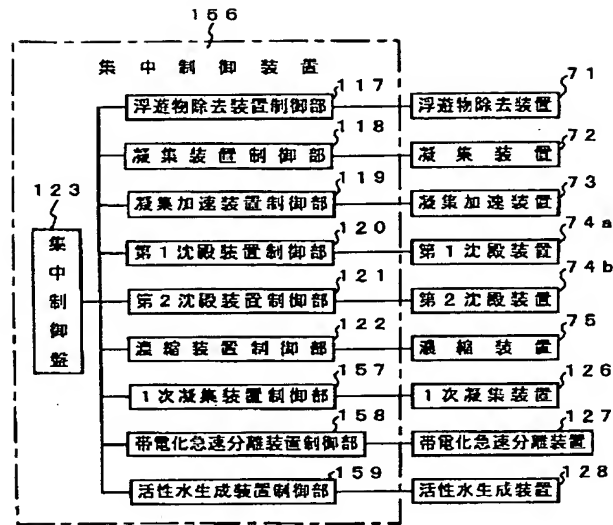 156
集中制御装置
117
71
浮遊物除去装置制御部
浮遊物除去装置
118
72
凝集装置制御部
凝集装置
123
119
73
凝集加速装置制御部
凝集加速装置
120
74a
集中制御盤
第1沈殿装置制御部
第1沈殿装置
121
74b
第2沈殿装置制御部
第2沈殿装置
122
75
濃縮装置制御部
濃縮装置
157
126
1次凝集装置制御部
1次凝集装置
158
127
帯電化急速分離装置制御部
帯電化急速分離装置
159
128
活性水生成装置制御部
活性水生成装置